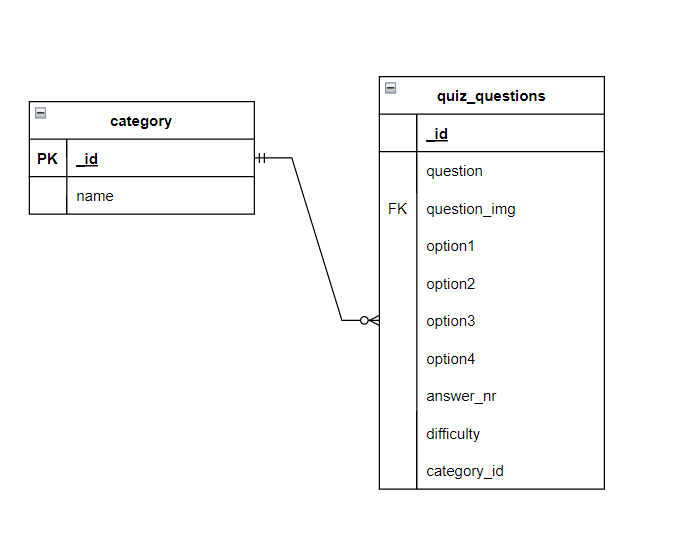 category
PK _id
name
quiz_questions
_id
question
FK question_img
option1
option2
option3
option4
answer_nr
difficulty
category_id